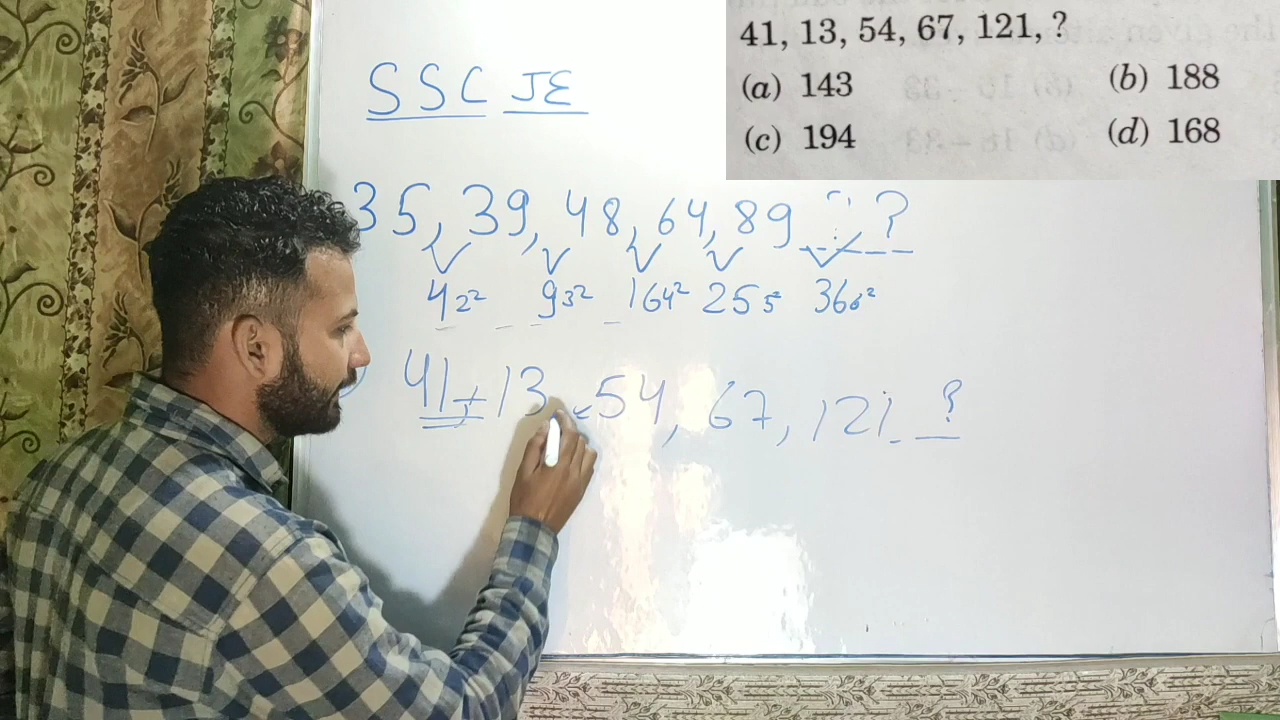 41, 13, 54, 67, 121, ?
(a) 143 (b) 188
(c) 194 (d) 168
SSC JE
35, 39, 48, 64, 89 ?
4 2² 9 3² 16 4² 25 5² 36 6²
41 + 13 54, 67, 121 ?